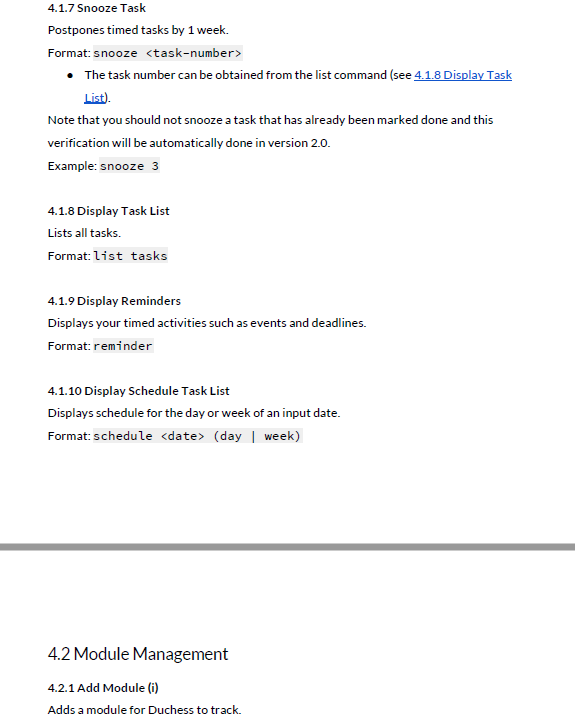 4.1.7 Snooze Task
Postpones timed tasks by 1 week.
Format: snooze <task-number>
● The task number can be obtained from the list command (see 4.1.8 Display Task
List).
Note that you should not snooze a task that has already been marked done and this
verification will be automatically done in version 2.0.
Example: snooze 3
4.1.8 Display Task List
Lists all tasks.
Format: list tasks
4.1.9 Display Reminders
Displays your timed activities such as events and deadlines.
Format: reminder
4.1.10 Display Schedule Task List
Displays schedule for the day or week of an input date.
Format: schedule <date> (day | week)
4.2 Module Management
4.2.1 Add Module (i)
Adds a module for Duchess to track.